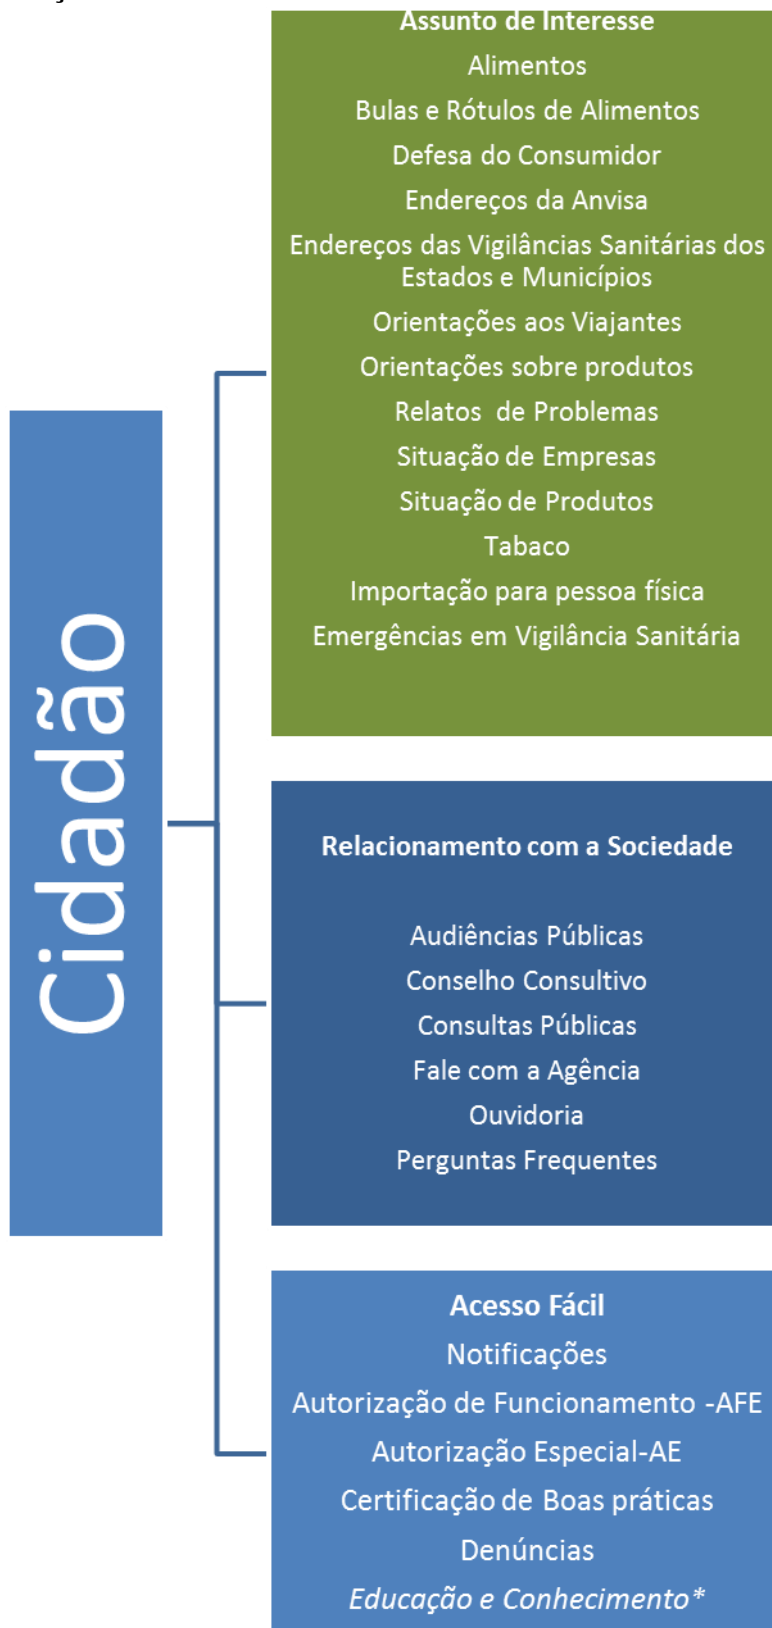 Cidadão
Assunto de Interesse
Alimentos
Bulas e Rótulos de Alimentos
Defesa do Consumidor
Endereços da Anvisa
Endereços das Vigilâncias Sanitárias dos
Estados e Municípios
Orientações aos Viajantes
Orientações sobre produtos
Relatos de Problemas
Situação de Empresas
Situação de Produtos
Tabaco
Importação para pessoa física
Emergências em Vigilância Sanitária
Relacionamento com a Sociedade
Audiências Públicas
Conselho Consultivo
Consultas Públicas
Fale com a Agência
Ouvidoria
Perguntas Frequentes
Acesso Fácil
Notificações
Autorização de Funcionamento -AFE
Autorização Especial-AE
Certificação de Boas práticas
Denúncias
Educação e Conhecimento*